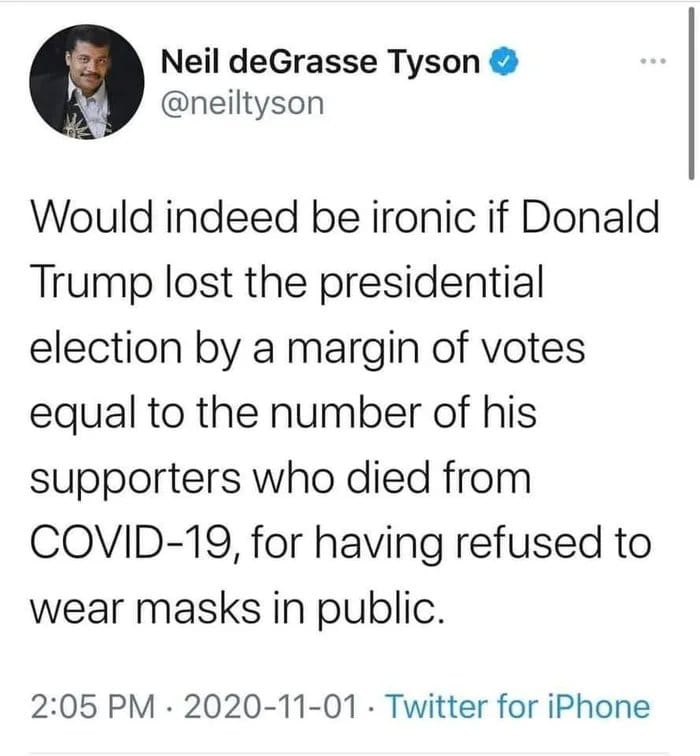 Neil deGrasse Tyson
@neiltyson
Would indeed be ironic if Donald
Trump lost the presidential
election by a margin of votes
equal to the number of his
supporters who died from
COVID-19, for having refused to
wear masks in public.
2:05 PM · 2020-11-01 · Twitter for iPhone